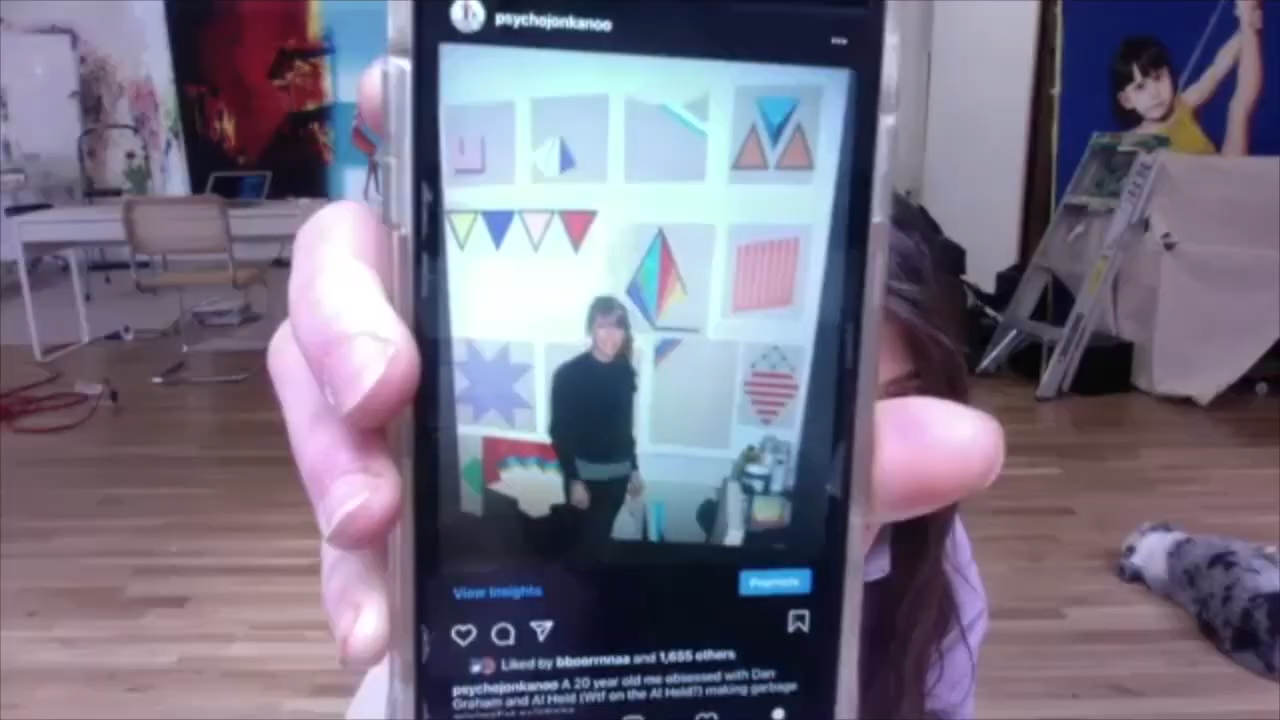 psychojonkanoo
View Insights
Promote
Liked by bboorrnnaa and 1,655 others
psychojonkanoo A 20 year old me obsessed with Dan
Graham and Al Held (Wtf on the Al Held?) making garbage